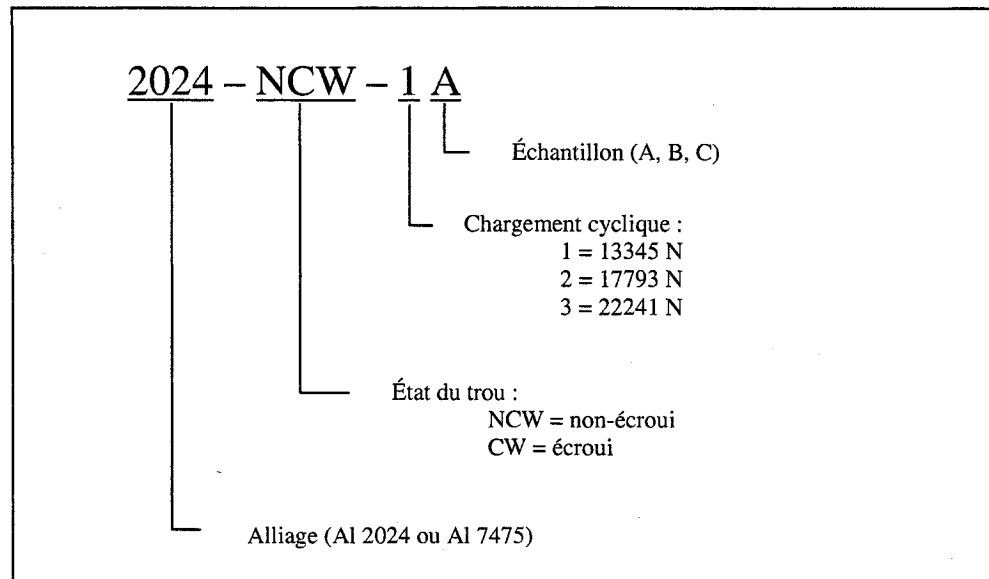 2024 – NCW – 1 A
Échantillon (A, B, C)
Chargement cyclique :
1 = 13345 N
2 = 17793 N
3 = 22241 N
État du trou :
NCW = non-écroui
CW = écroui
Alliage (Al 2024 ou Al 7475)